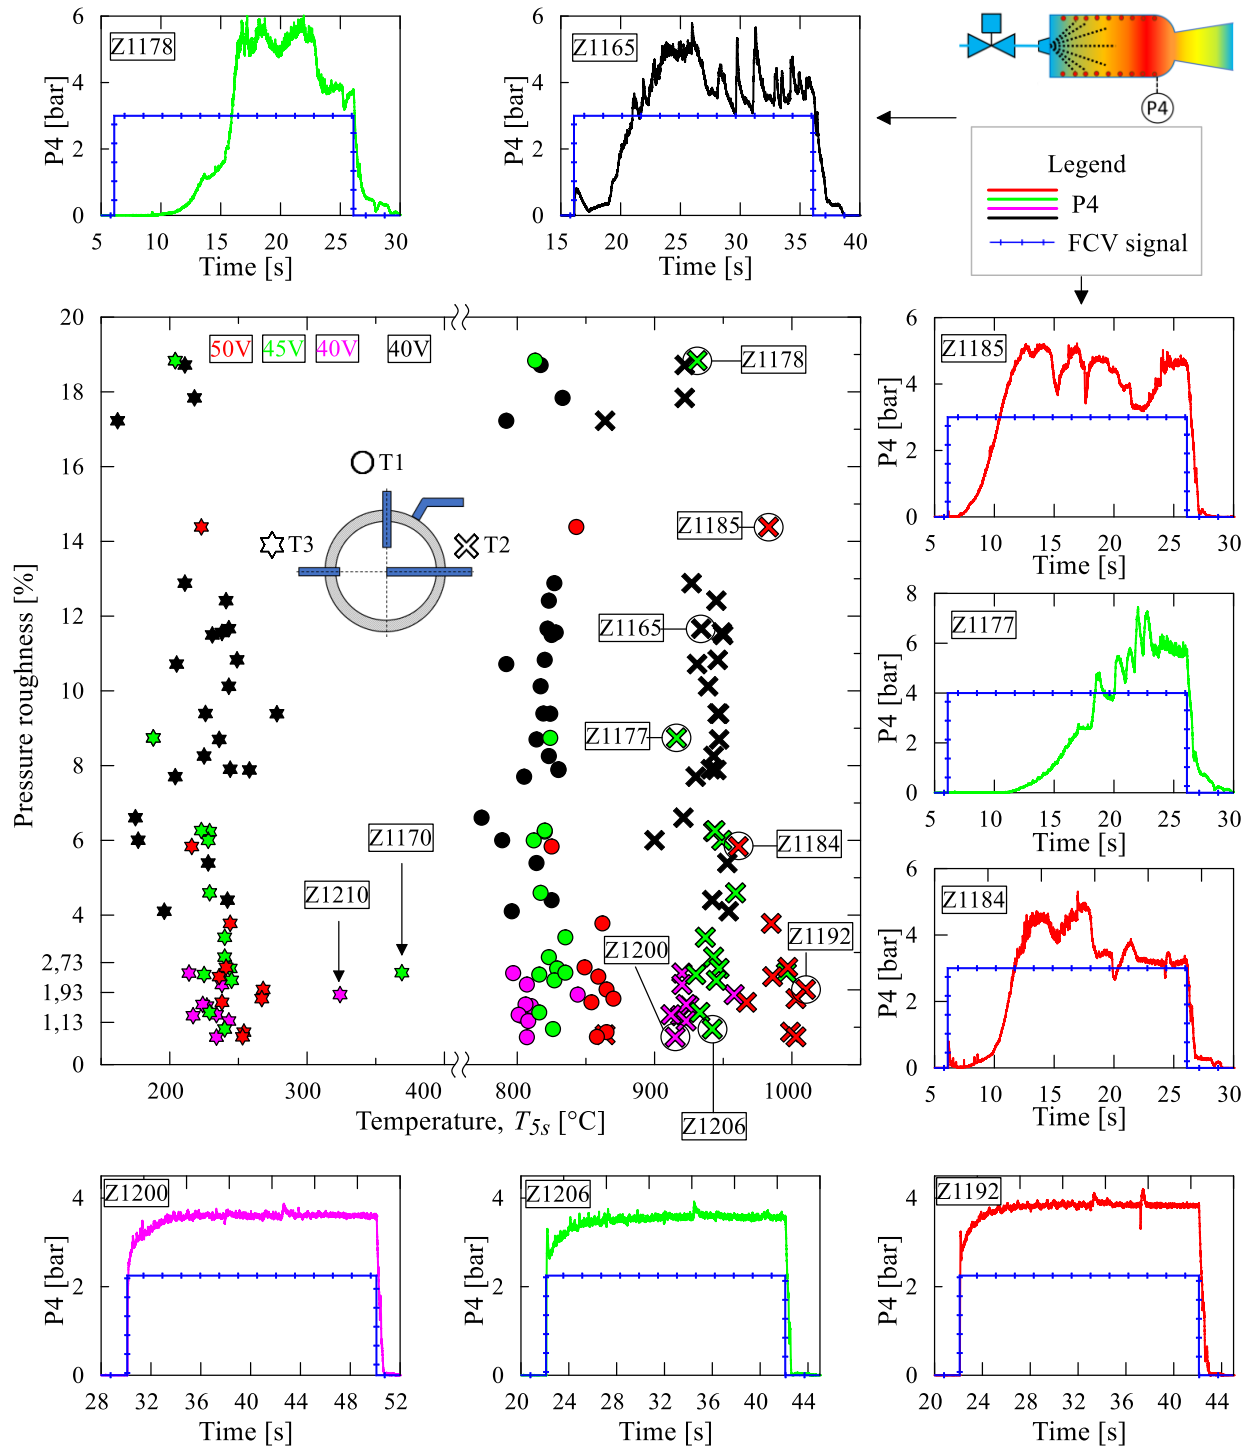 Z1178
P4 [bar]
6
4
2
0
5 10 15 20 25 30
Time [s]
Z1165
P4 [bar]
6
4
2
0
15 21 26 31 35 40
Time [s]
P4
Legend
P4
FCV signal
20
18
16
14
12
10
8
6
4
2,73
1,93
1,13
0
Pressure roughness [%]
50V 45V 40V 40V
T1
T3
T2
Z1178
Z1185
Z1165
Z1177
Z1184
Z1170
Z1210
Z1200
Z1192
Z1206
200 300 400 800 900 1000
Temperature, T5s [°C]
Z1185
P4 [bar]
6
4
2
0
5 10 15 20 25 30
Time [s]
Z1177
P4 [bar]
8
6
4
2
0
5 10 15 20 25 30
Time [s]
Z1184
P4 [bar]
6
4
2
0
5 10 15 20 25 30
Time [s]
Z1200
P4 [bar]
4
2
0
28 32 36 40 44 48 52
Time [s]
Z1206
P4 [bar]
4
2
0
20 24 28 32 36 40 44
Time [s]
Z1192
P4 [bar]
4
2
0
20 24 28 32 36 40 44
Time [s]